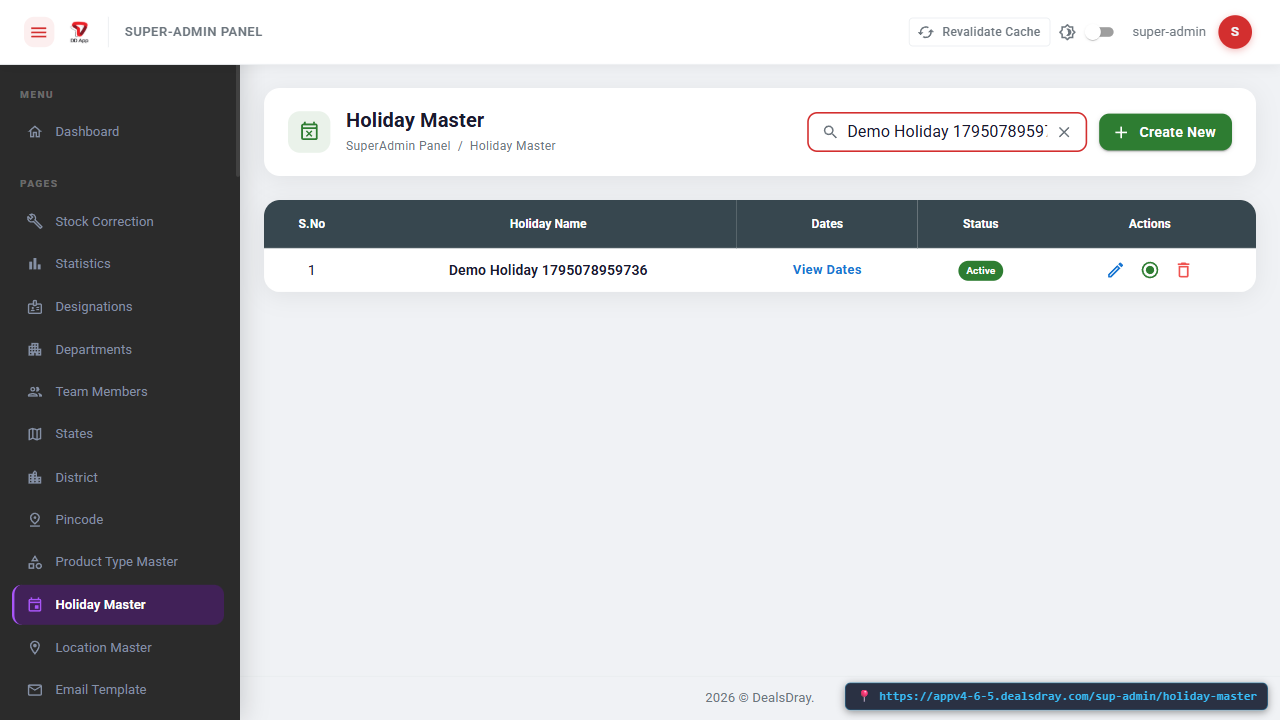 DD App
SUPER-ADMIN PANEL
Revalidate Cache
super-admin
S
MENU
Dashboard
PAGES
Stock Correction
Statistics
Designations
Departments
Team Members
States
District
Pincode
Product Type Master
Holiday Master
Location Master
Email Template
Holiday Master
SuperAdmin Panel / Holiday Master
Demo Holiday 1795078959
Create New
S.No Holiday Name Dates Status Actions
1 Demo Holiday 1795078959736 View Dates Active
2026 © DealsDray.
https://appv4-6-5.dealsdray.com/sup-admin/holiday-master